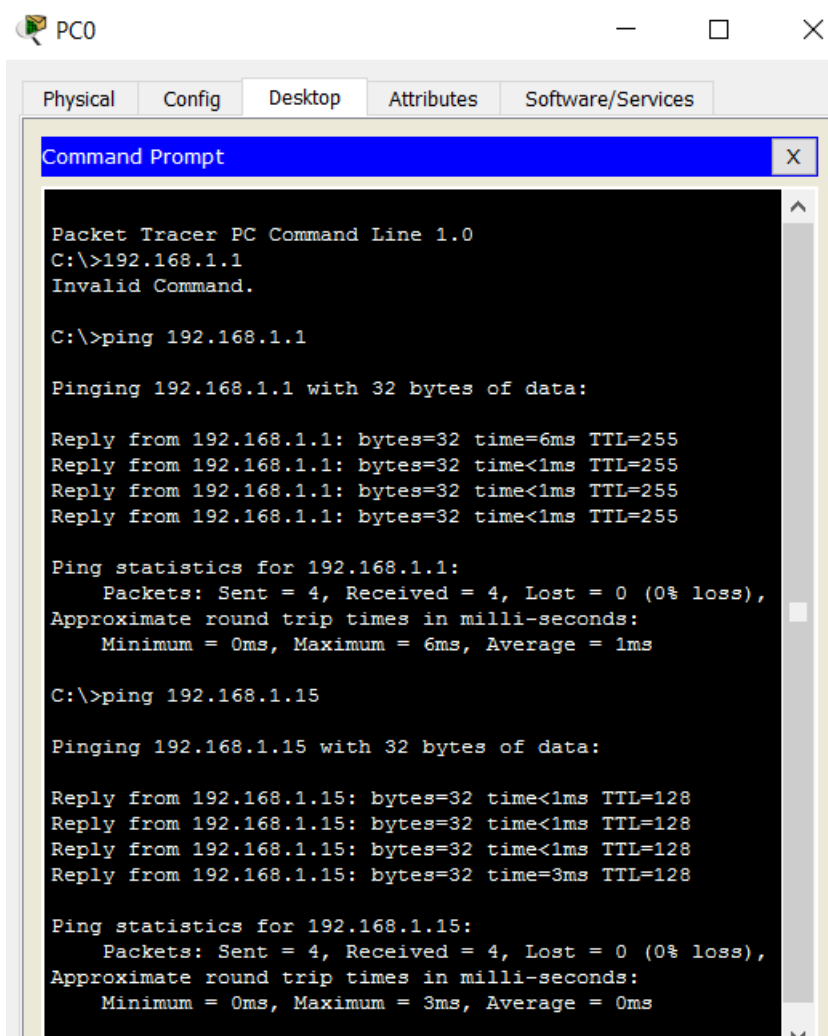 PC0
Physical Config Desktop Attributes Software/Services
Command Prompt X
Packet Tracer PC Command Line 1.0
C:\>192.168.1.1
Invalid Command.
C:\>ping 192.168.1.1
Pinging 192.168.1.1 with 32 bytes of data:
Reply from 192.168.1.1: bytes=32 time=6ms TTL=255
Reply from 192.168.1.1: bytes=32 time<1ms TTL=255
Reply from 192.168.1.1: bytes=32 time<1ms TTL=255
Reply from 192.168.1.1: bytes=32 time<1ms TTL=255
Ping statistics for 192.168.1.1:
Packets: Sent = 4, Received = 4, Lost = 0 (0% loss),
Approximate round trip times in milli-seconds:
Minimum = 0ms, Maximum = 6ms, Average = 1ms
C:\>ping 192.168.1.15
Pinging 192.168.1.15 with 32 bytes of data:
Reply from 192.168.1.15: bytes=32 time<1ms TTL=128
Reply from 192.168.1.15: bytes=32 time<1ms TTL=128
Reply from 192.168.1.15: bytes=32 time<1ms TTL=128
Reply from 192.168.1.15: bytes=32 time=3ms TTL=128
Ping statistics for 192.168.1.15:
Packets: Sent = 4, Received = 4, Lost = 0 (0% loss),
Approximate round trip times in milli-seconds:
Minimum = 0ms, Maximum = 3ms, Average = 0ms